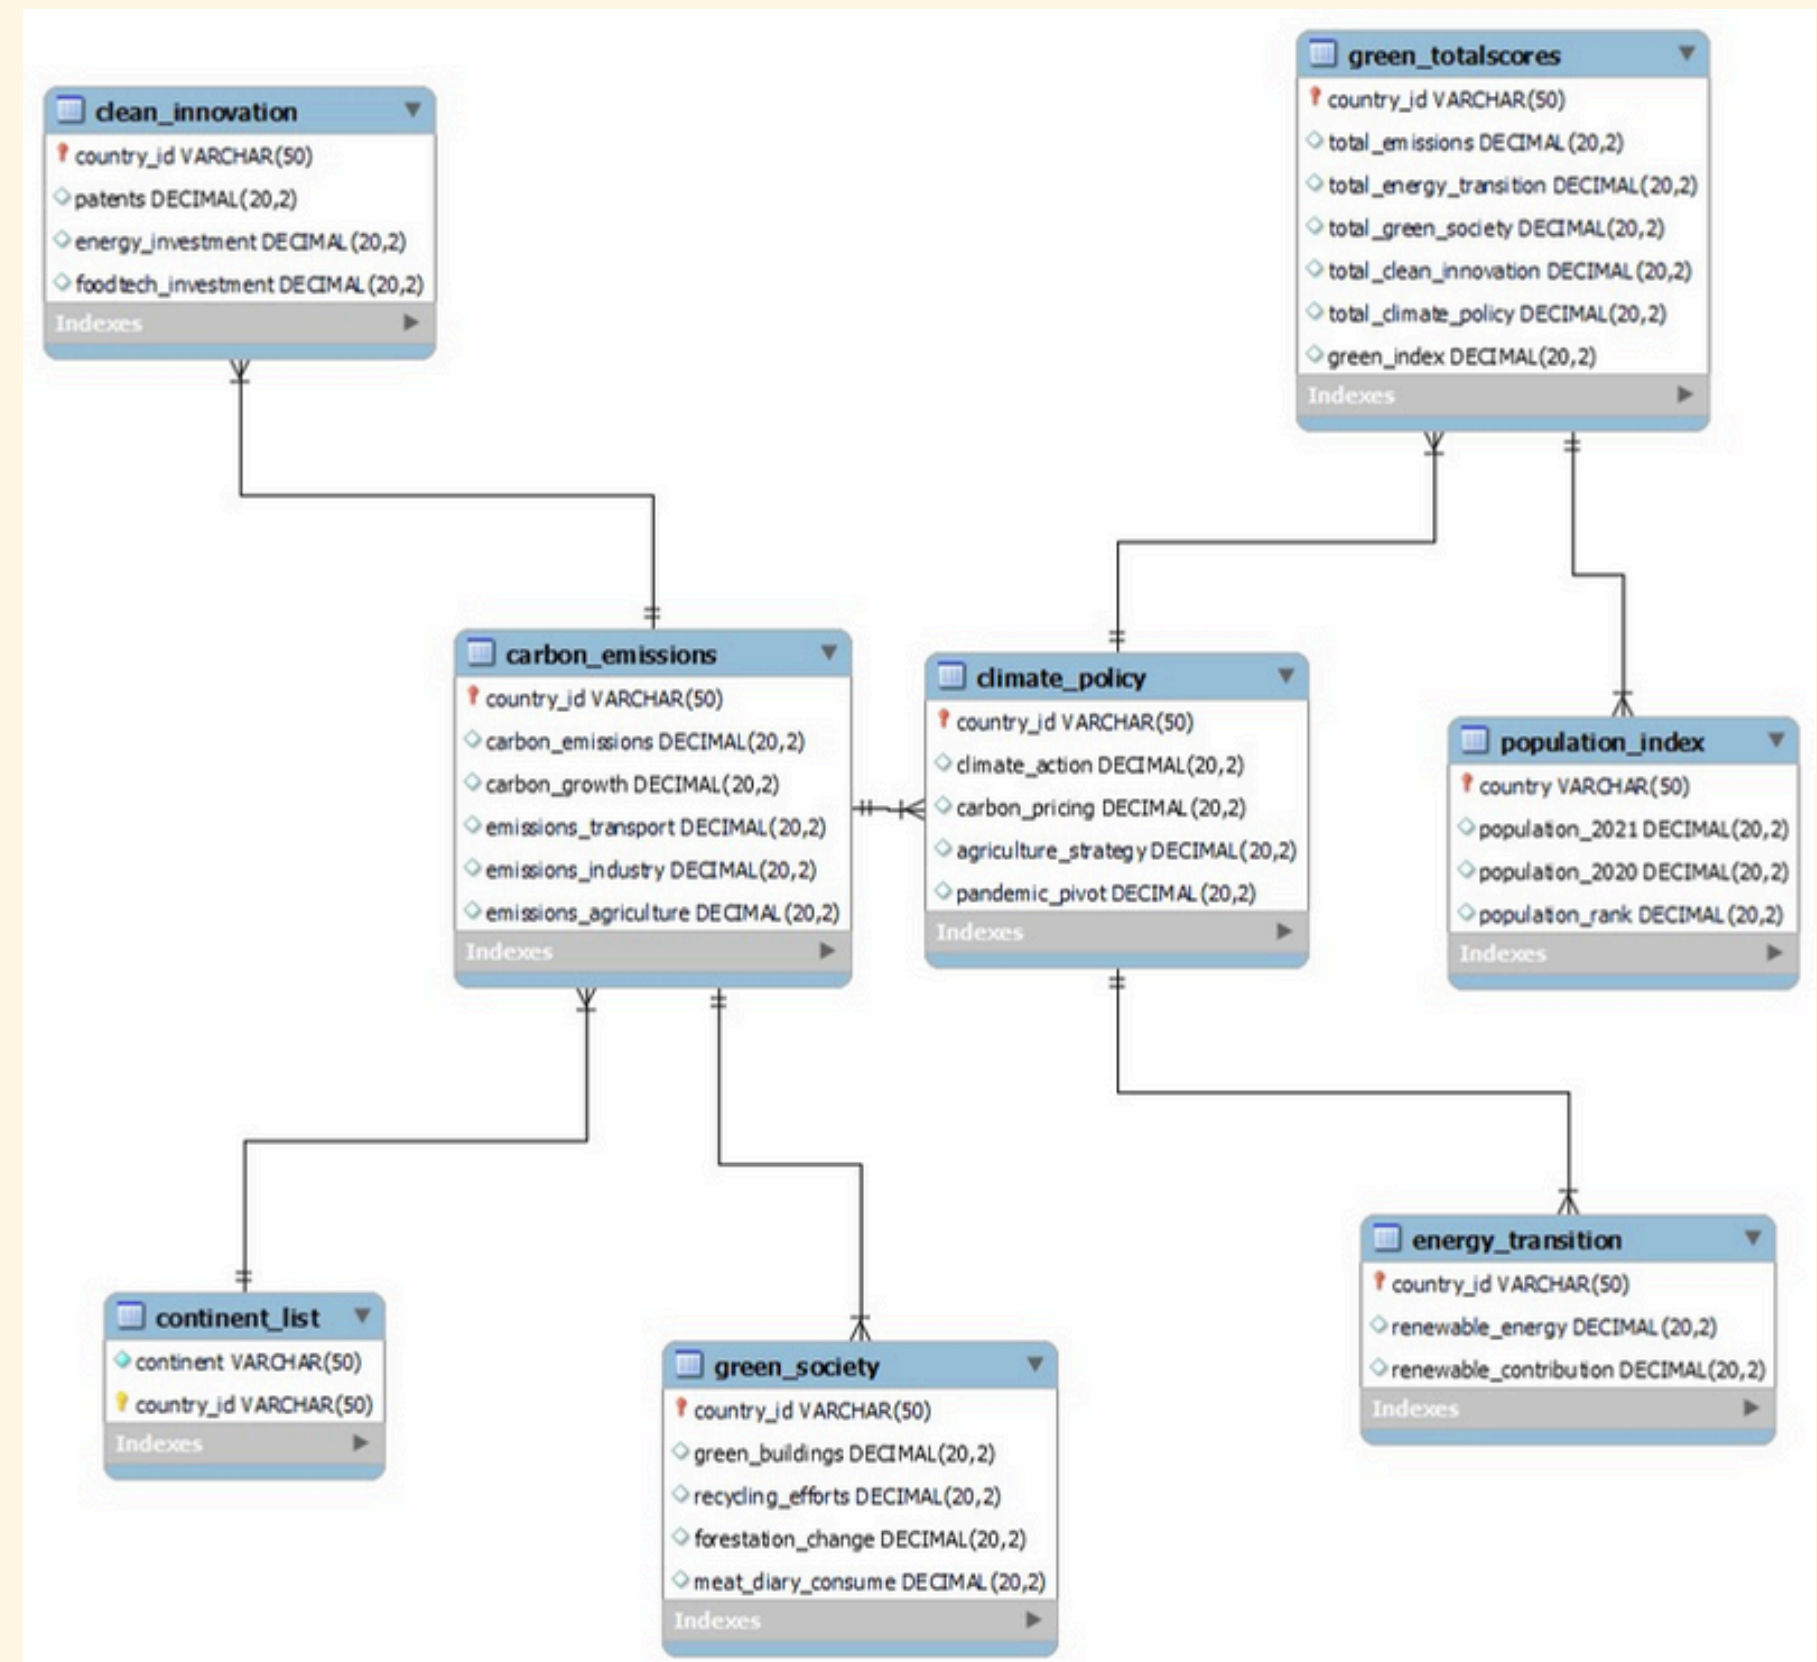 clean_innovation
country_id VARCHAR(50)
patents DECIMAL(20,2)
energy_investment DECIMAL(20,2)
foodtech_investment DECIMAL(20,2)
Indexes
green_totalscores
country_id VARCHAR(50)
total_emissions DECIMAL(20,2)
total_energy_transition DECIMAL(20,2)
total_green_society DECIMAL(20,2)
total_clean_innovation DECIMAL(20,2)
total_climate_policy DECIMAL(20,2)
green_index DECIMAL(20,2)
Indexes
carbon_emissions
country_id VARCHAR(50)
carbon_emissions DECIMAL(20,2)
carbon_growth DECIMAL(20,2)
emissions_transport DECIMAL(20,2)
emissions_industry DECIMAL(20,2)
emissions_agriculture DECIMAL(20,2)
Indexes
climate_policy
country_id VARCHAR(50)
climate_action DECIMAL(20,2)
carbon_pricing DECIMAL(20,2)
agriculture_strategy DECIMAL(20,2)
pandemic_pivot DECIMAL(20,2)
Indexes
population_index
country VARCHAR(50)
population_2021 DECIMAL(20,2)
population_2020 DECIMAL(20,2)
population_rank DECIMAL(20,2)
Indexes
continent_list
continent VARCHAR(50)
country_id VARCHAR(50)
Indexes
green_society
country_id VARCHAR(50)
green_buildings DECIMAL(20,2)
recycling_efforts DECIMAL(20,2)
forestation_change DECIMAL(20,2)
meat_diary_consume DECIMAL(20,2)
Indexes
energy_transition
country_id VARCHAR(50)
renewable_energy DECIMAL(20,2)
renewable_contribution DECIMAL(20,2)
Indexes